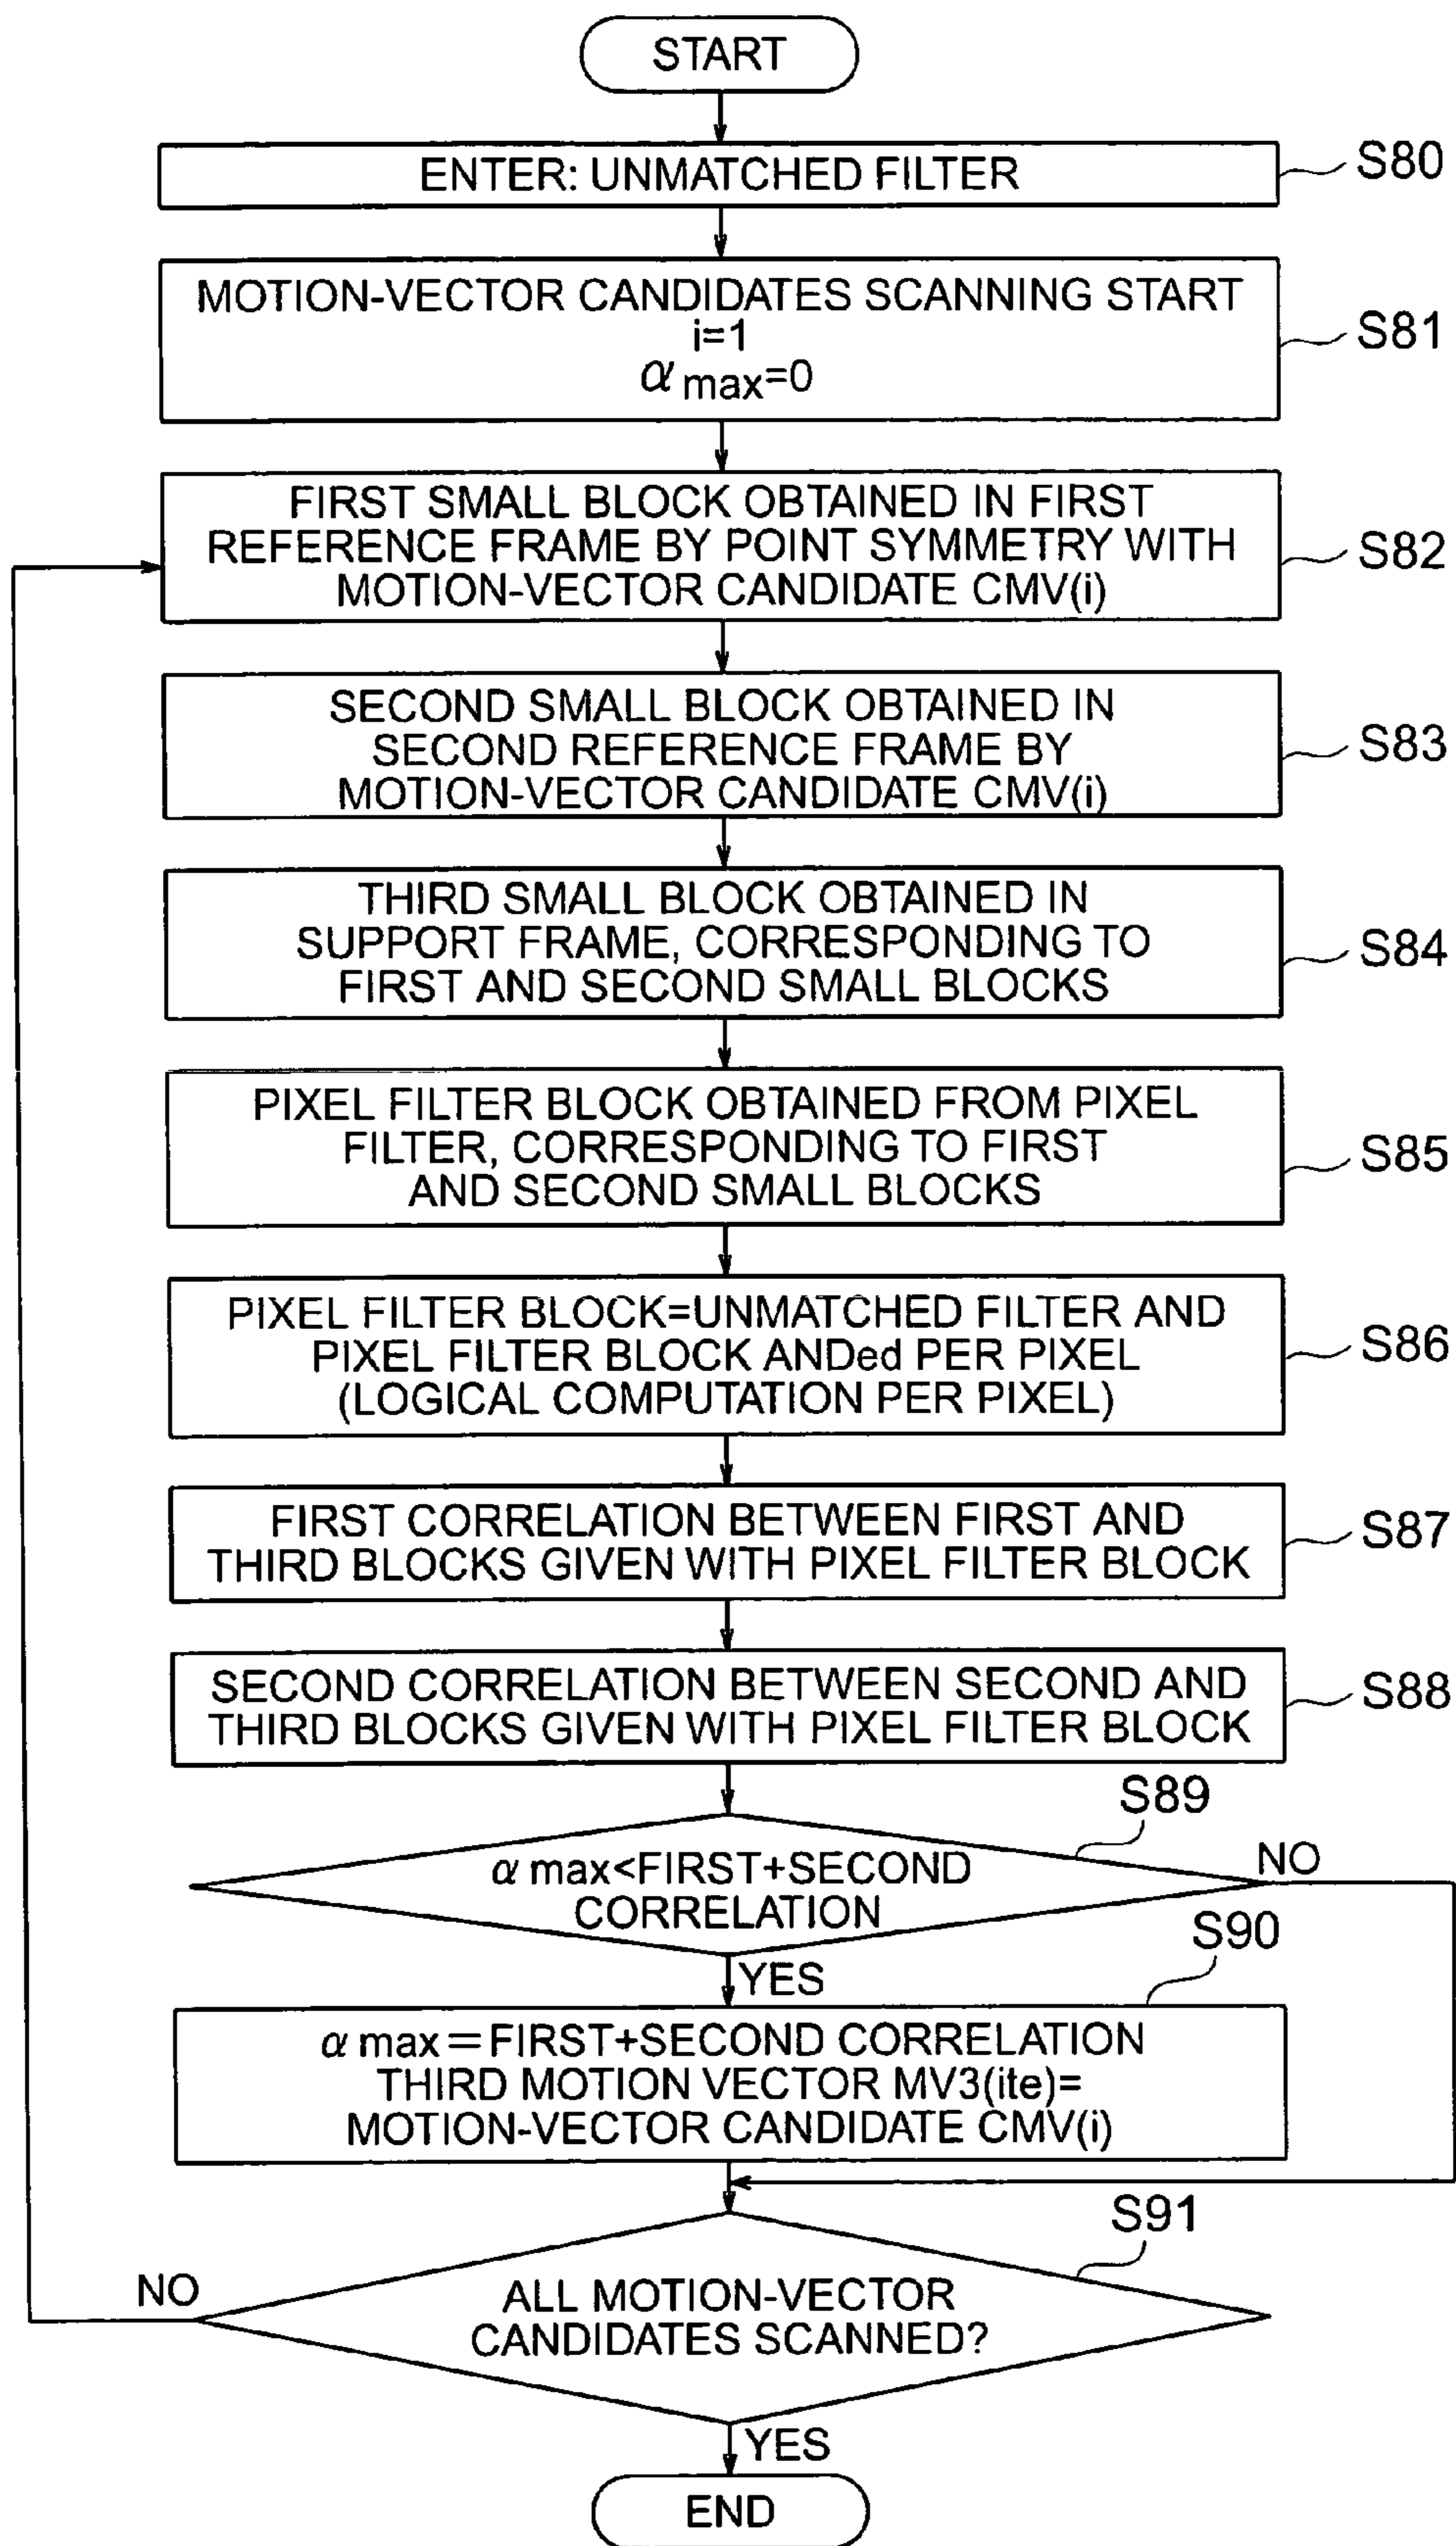 START
ENTER: UNMATCHED FILTER
S80
MOTION-VECTOR CANDIDATES SCANNING START
i=1
α max=0
S81
FIRST SMALL BLOCK OBTAINED IN FIRST
REFERENCE FRAME BY POINT SYMMETRY WITH
MOTION-VECTOR CANDIDATE CMV(i)
S82
SECOND SMALL BLOCK OBTAINED IN
SECOND REFERENCE FRAME BY
MOTION-VECTOR CANDIDATE CMV(i)
S83
THIRD SMALL BLOCK OBTAINED IN
SUPPORT FRAME, CORRESPONDING TO
FIRST AND SECOND SMALL BLOCKS
S84
PIXEL FILTER BLOCK OBTAINED FROM PIXEL
FILTER, CORRESPONDING TO FIRST
AND SECOND SMALL BLOCKS
S85
PIXEL FILTER BLOCK=UNMATCHED FILTER AND
PIXEL FILTER BLOCK ANDed PER PIXEL
(LOGICAL COMPUTATION PER PIXEL)
S86
FIRST CORRELATION BETWEEN FIRST AND
THIRD BLOCKS GIVEN WITH PIXEL FILTER BLOCK
S87
SECOND CORRELATION BETWEEN SECOND AND
THIRD BLOCKS GIVEN WITH PIXEL FILTER BLOCK
S88
S89
α max<FIRST+SECOND
CORRELATION
NO
YES
S90
α max=FIRST+SECOND CORRELATION
THIRD MOTION VECTOR MV3(ite)=
MOTION-VECTOR CANDIDATE CMV(i)
S91
NO
ALL MOTION-VECTOR
CANDIDATES SCANNED?
YES
END